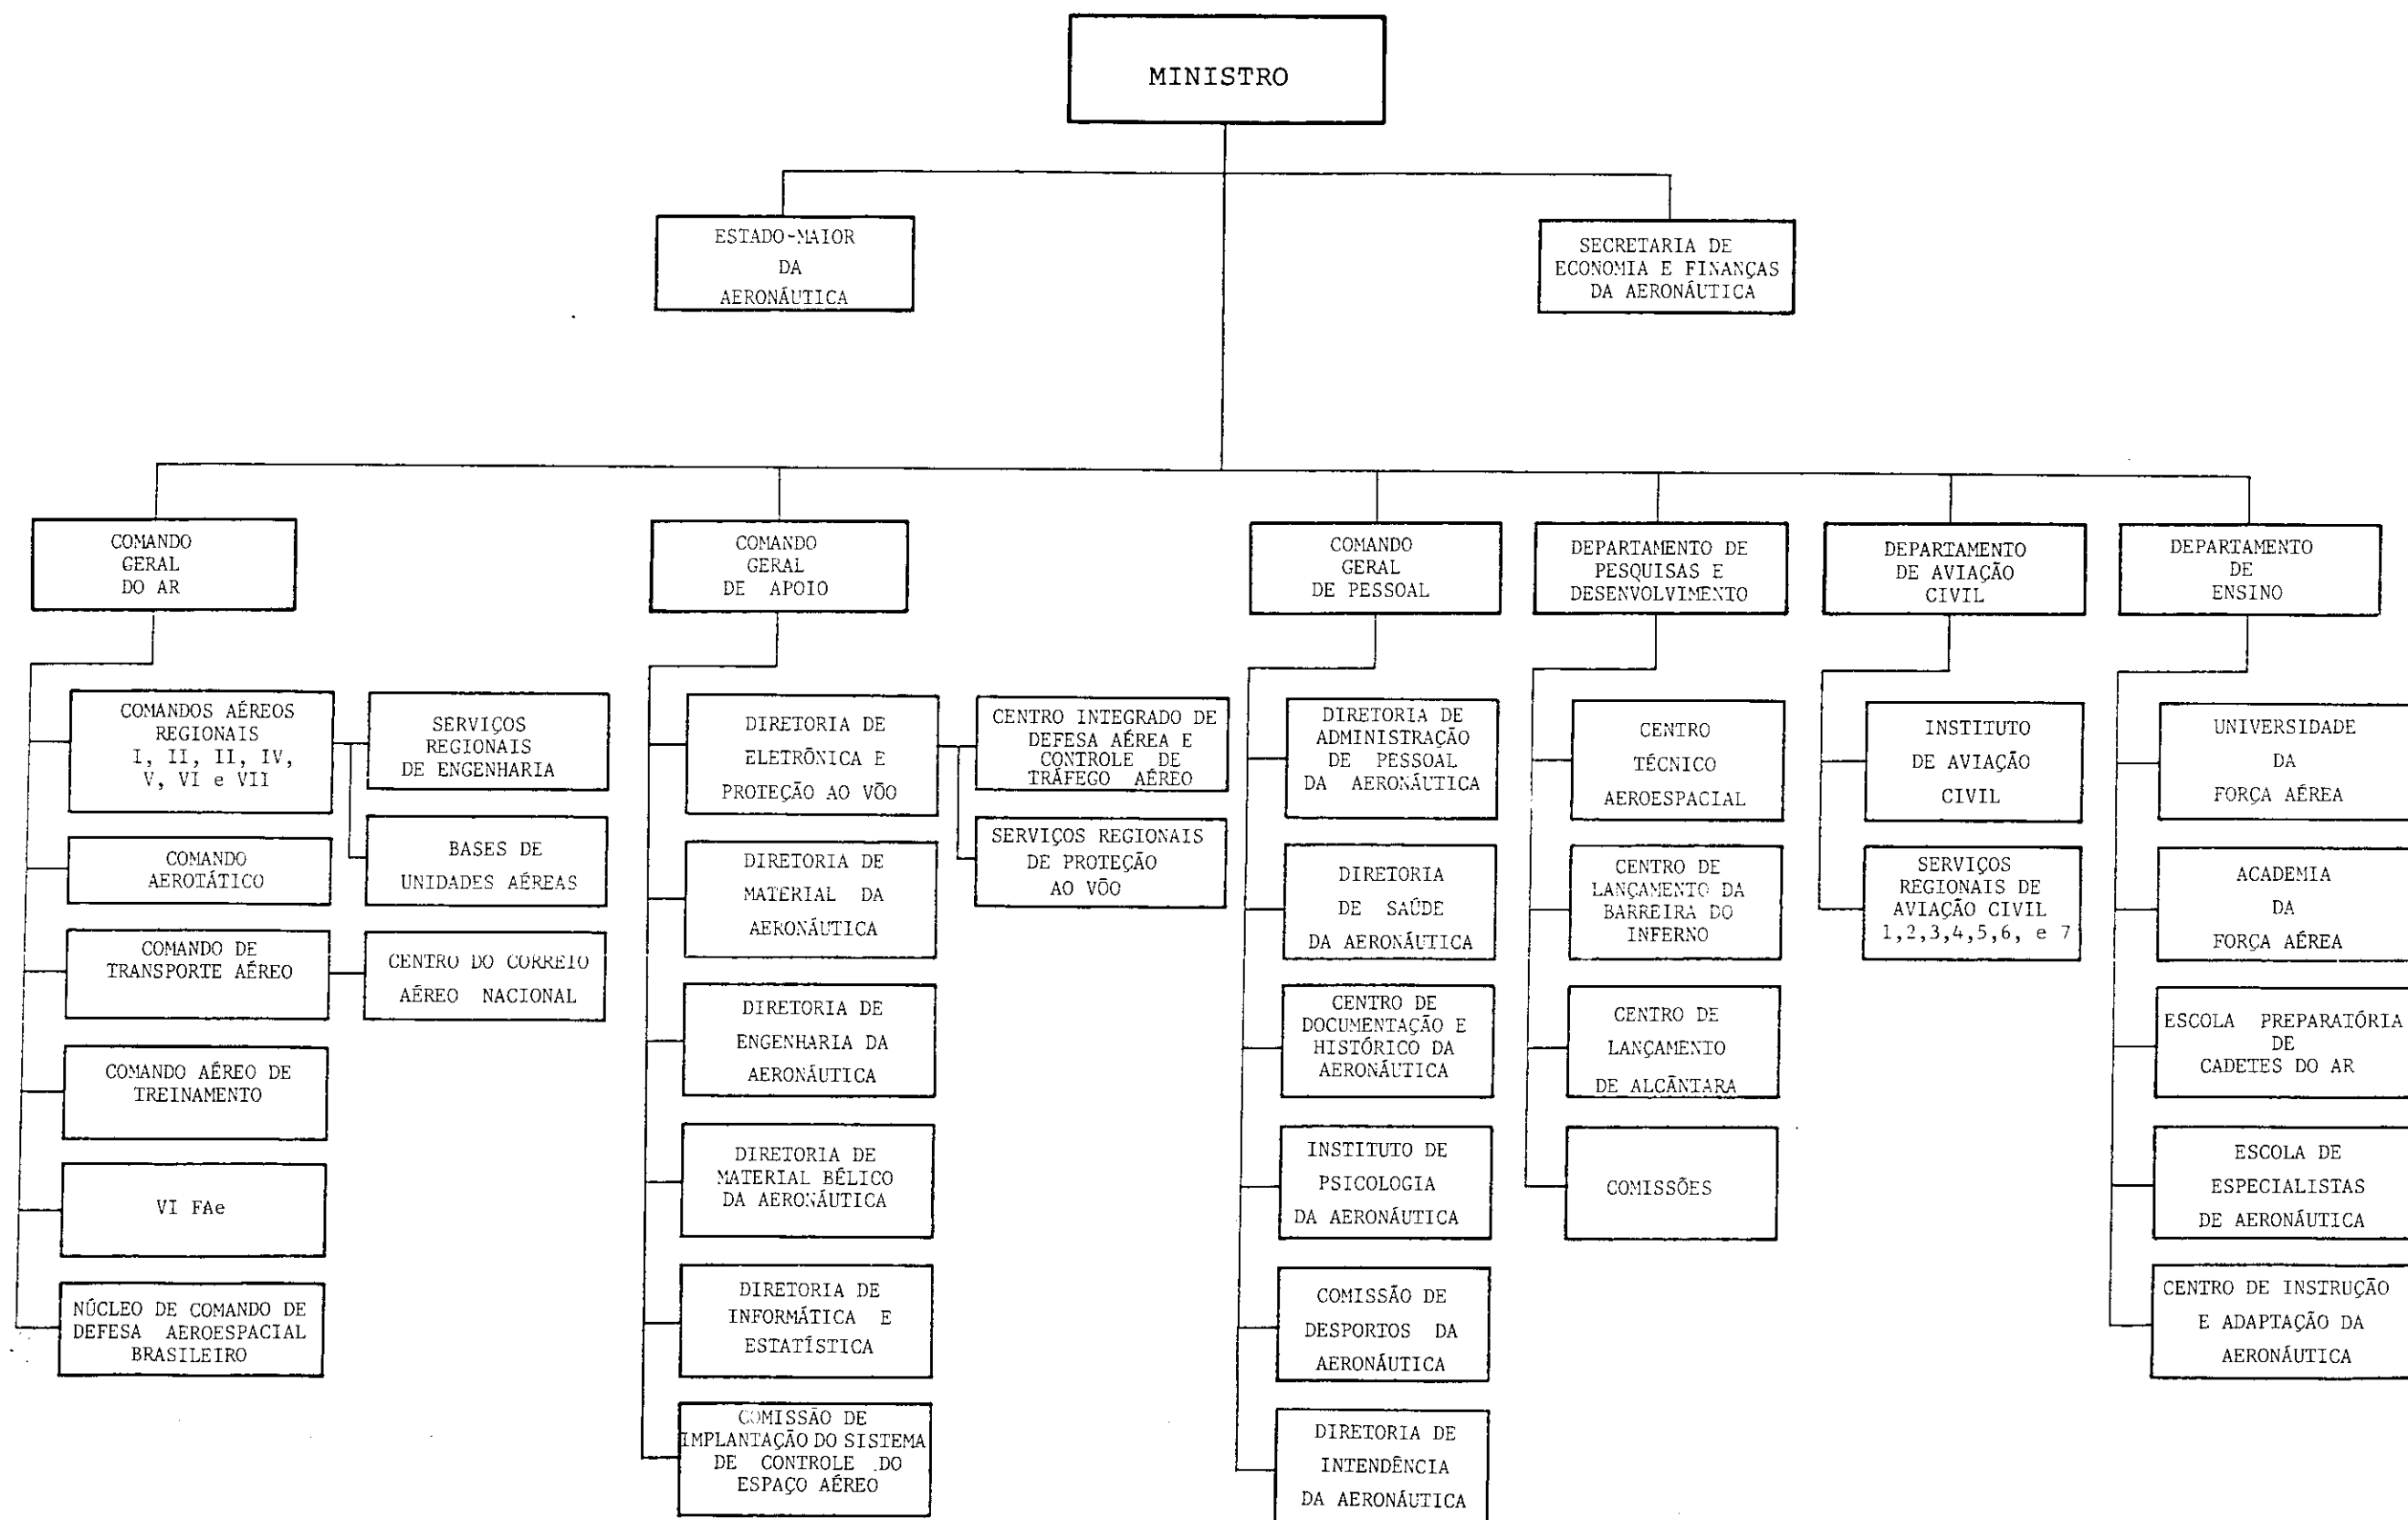 MINISTRO
ESTADO-MAIOR
DA
AERONÁUTICA
SECRETARIA DE
ECONOMIA E FINANÇAS
DA AERONÁUTICA
COMANDO
GERAL
DO AR
COMANDO
GERAL
DE APOIO
COMANDO
GERAL
DE PESSOAL
DEPARTAMENTO DE
PESQUISAS E
DESENVOLVIMENTO
DEPARTAMENTO
DE AVIAÇÃO
CIVIL
DEPARTAMENTO
DE
ENSINO
COMANDOS AÉREOS
REGIONAIS
I, II, II, IV,
V, VI e VII
SERVIÇOS
REGIONAIS
DE ENGENHARIA
BASES DE
UNIDADES AÉREAS
COMANDO
AEROTÁTICO
COMANDO DE
TRANSPORTE AÉREO
CENTRO DO CORREIO
AÉREO NACIONAL
COMANDO AÉREO DE
TREINAMENTO
VI FAe
NÚCLEO DE COMANDO DE
DEFESA AEROESPACIAL
BRASILEIRO
DIRETORIA DE
ELETRÔNICA E
PROTEÇÃO AO VÔO
CENTRO INTEGRADO DE
DEFESA AÉREA E
CONTROLE DE
TRÁFEGO AÉREO
SERVIÇOS REGIONAIS
DE PROTEÇÃO
AO VÔO
DIRETORIA DE
MATERIAL DA
AERONÁUTICA
DIRETORIA DE
ENGENHARIA DA
AERONÁUTICA
DIRETORIA DE
MATERIAL BÉLICO
DA AERONÁUTICA
DIRETORIA DE
INFORMÁTICA E
ESTATÍSTICA
COMISSÃO DE
IMPLANTAÇÃO DO SISTEMA
DE CONTROLE DO
ESPAÇO AÉREO
DIRETORIA DE
ADMINISTRAÇÃO
DE PESSOAL
DA AERONÁUTICA
DIRETORIA
DE SAÚDE
DA AERONÁUTICA
CENTRO DE
DOCUMENTAÇÃO E
HISTÓRICO DA
AERONÁUTICA
INSTITUTO DE
PSICOLOGIA
DA AERONÁUTICA
COMISSÃO DE
DESPORTOS DA
AERONÁUTICA
DIRETORIA DE
INTENDÊNCIA
DA AERONÁUTICA
CENTRO
TÉCNICO
AEROESPACIAL
CENTRO DE
LANÇAMENTO DA
BARREIRA DO
INFERNO
CENTRO DE
LANÇAMENTO
DE ALCÂNTARA
COMISSÕES
INSTITUTO
DE AVIAÇÃO
CIVIL
SERVIÇOS
REGIONAIS DE
AVIAÇÃO CIVIL
1,2,3,4,5,6, e 7
UNIVERSIDADE
DA
FORÇA AÉREA
ACADEMIA
DA
FORÇA AÉREA
ESCOLA PREPARATÓRIA
DE
CADETES DO AR
ESCOLA DE
ESPECIALISTAS
DE AERONÁUTICA
CENTRO DE INSTRUÇÃO
E ADAPTAÇÃO DA
AERONÁUTICA